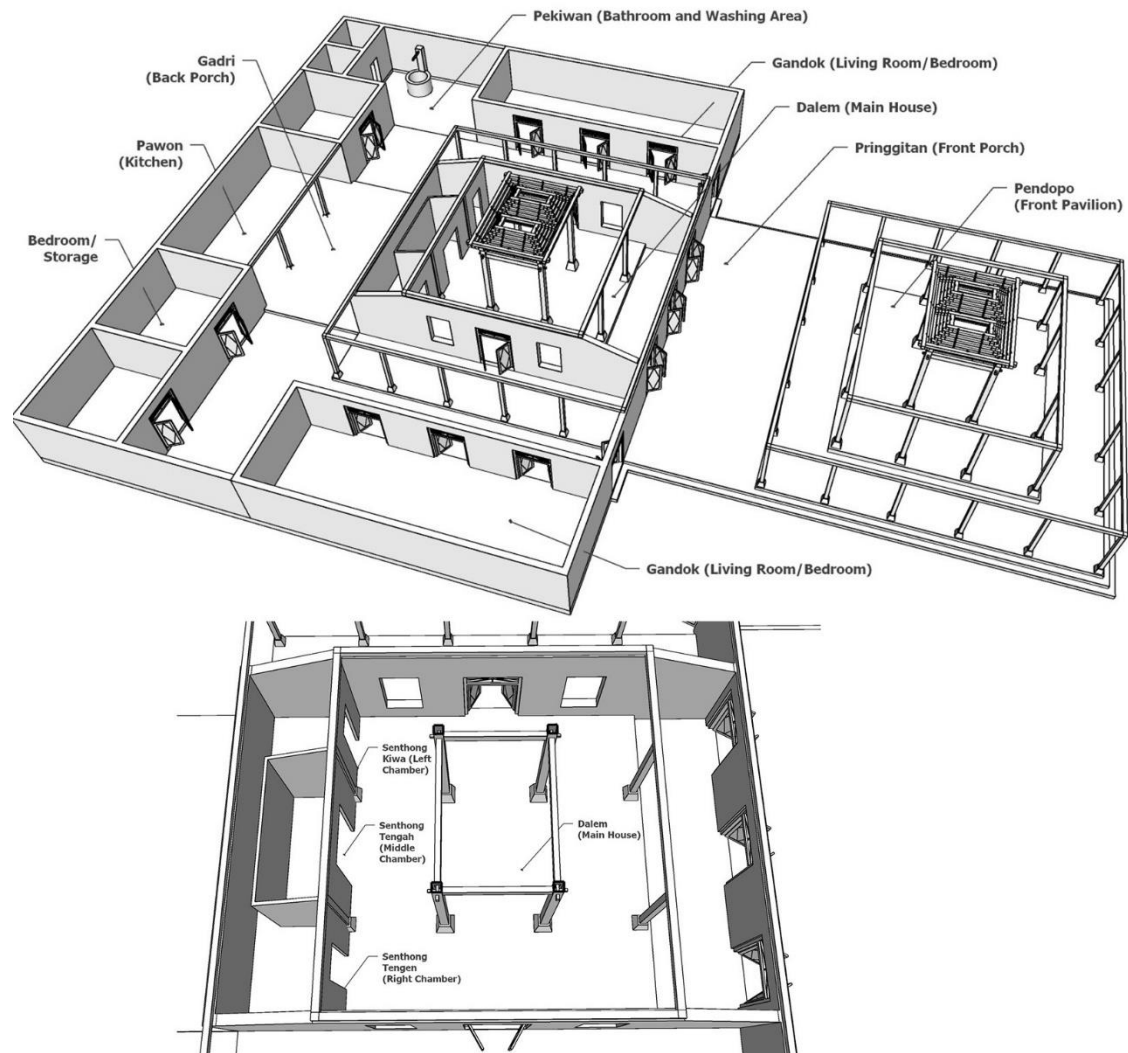 Pekiwan (Bathroom and Washing Area)
Gadri
(Back Porch)
Gandok (Living Room/Bedroom)
Dalem (Main House)
Pawon
(Kitchen)
Pringgitan (Front Porch)
Pendopo
(Front Pavilion)
Bedroom/
Storage
Gandok (Living Room/Bedroom)
Senthong
Kiwa (Left
Chamber)
Senthong
Tengah
(Middle
Chamber)
Dalem
(Main House)
Senthong
Tengen
(Right Chamber)